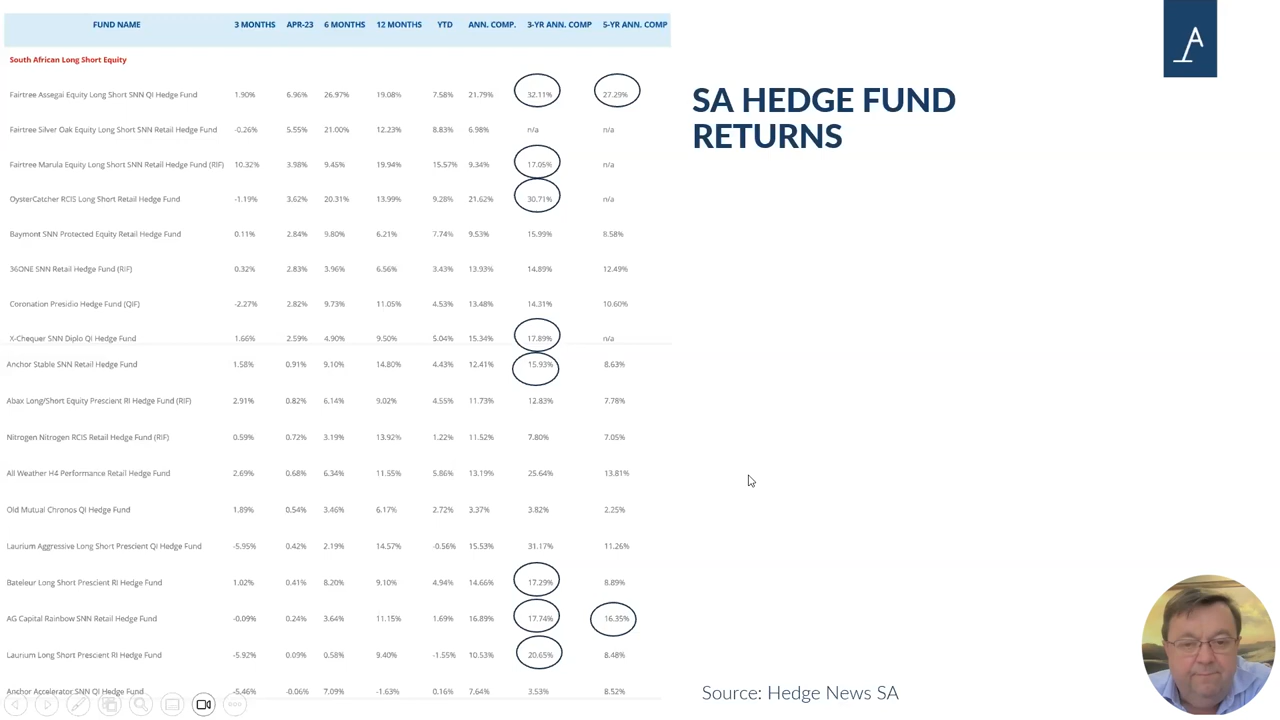 FUND NAME 3 MONTHS APR-23 6 MONTHS 12 MONTHS YTD ANN. COMP. 3-YR ANN. COMP 5-YR ANN. COMP
South African Long Short Equity
Fairtree Assegai Equity Long Short SNN QI Hedge Fund 1.90% 6.96% 26.97% 19.08% 7.58% 21.79% 32.11% 27.29%
Fairtree Silver Oak Equity Long Short SNN Retail Hedge Fund -0.26% 5.55% 21.00% 12.23% 8.83% 6.98% n/a n/a
Fairtree Marula Equity Long Short SNN Retail Hedge Fund (RIF) 10.32% 3.98% 9.45% 19.94% 15.57% 9.34% 17.05% n/a
OysterCatcher RCIS Long Short Retail Hedge Fund -1.19% 3.62% 20.31% 13.99% 9.28% 21.62% 30.71% n/a
Baymont SNN Protected Equity Retail Hedge Fund 0.11% 2.84% 9.80% 6.21% 7.74% 9.53% 15.99% 8.58%
36ONE SNN Retail Hedge Fund (RIF) 0.32% 2.83% 3.96% 6.56% 3.43% 13.93% 14.89% 12.49%
Coronation Presidio Hedge Fund (QIF) -2.27% 2.82% 9.73% 11.05% 4.53% 13.48% 14.31% 10.60%
X-Chequer SNN Diplo QI Hedge Fund 1.66% 2.59% 4.90% 9.50% 5.04% 15.34% 17.89% n/a
Anchor Stable SNN Retail Hedge Fund 1.58% 0.91% 9.10% 14.80% 4.43% 12.41% 15.93% 8.63%
Abax Long/Short Equity Prescient RI Hedge Fund (RIF) 2.91% 0.82% 6.14% 9.02% 4.55% 11.73% 12.83% 7.78%
Nitrogen Nitrogen RCIS Retail Hedge Fund (RIF) 0.59% 0.72% 3.19% 13.92% 1.22% 11.52% 7.80% 7.05%
All Weather H4 Performance Retail Hedge Fund 2.69% 0.68% 6.34% 11.55% 5.86% 13.19% 25.64% 13.81%
Old Mutual Chronos QI Hedge Fund 1.89% 0.54% 3.46% 6.17% 2.72% 3.37% 3.82% 2.25%
Laurium Aggressive Long Short Prescient QI Hedge Fund -5.95% 0.42% 2.19% 14.57% -0.56% 15.53% 31.17% 11.26%
Bateleur Long Short Prescient RI Hedge Fund 1.02% 0.41% 8.20% 9.10% 4.94% 14.66% 17.29% 8.89%
AG Capital Rainbow SNN Retail Hedge Fund -0.09% 0.24% 3.64% 11.15% 1.69% 16.89% 17.74% 16.35%
Laurium Long Short Prescient RI Hedge Fund -5.92% 0.09% 0.58% 9.40% -1.55% 10.53% 20.65% 8.48%
Anchor Accelerator SNN QI Hedge Fund -5.46% -0.06% 7.09% -1.63% 0.16% 7.64% 3.53% 8.52%
SA HEDGE FUND
RETURNS
Source: Hedge News SA